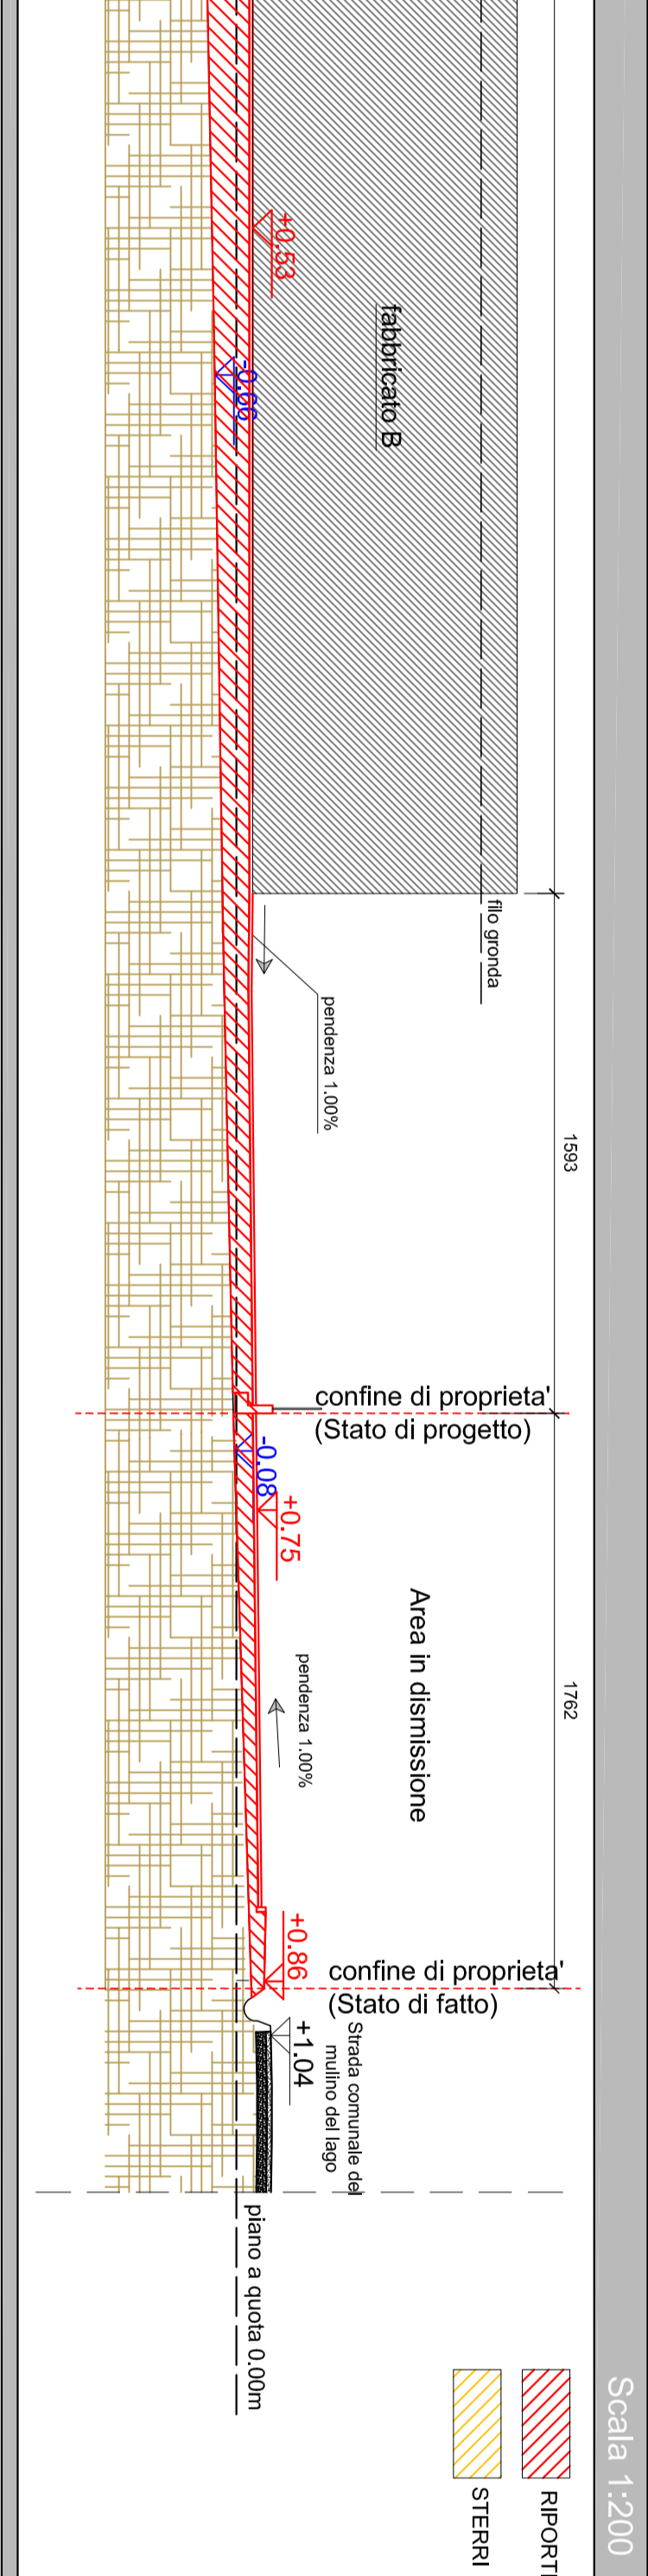 Scala 1:200
1593
1762
fabbricato B
filo gronda
+0.53
pendenza 1.00%
confine di proprieta'
(Stato di progetto)
-0.08
+0.75
Area in dismissione
pendenza 1.00%
+0.86
confine di proprieta'
(Stato di fatto)
+1.04
Strada comunale del
mulino del lago
piano a quota 0.00m
RIPORTI
STERRI